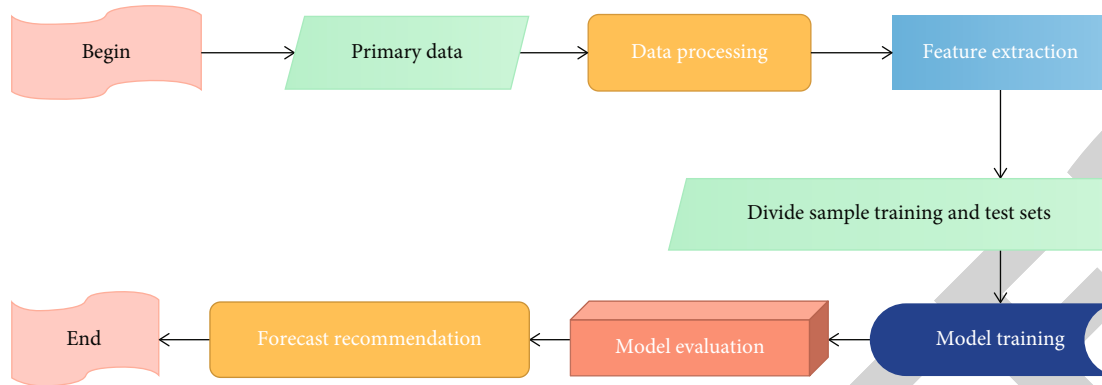 Begin
Primary data
Data processing
Feature extraction
Divide sample training and test sets
Model training
Model evaluation
Forecast recommendation
End